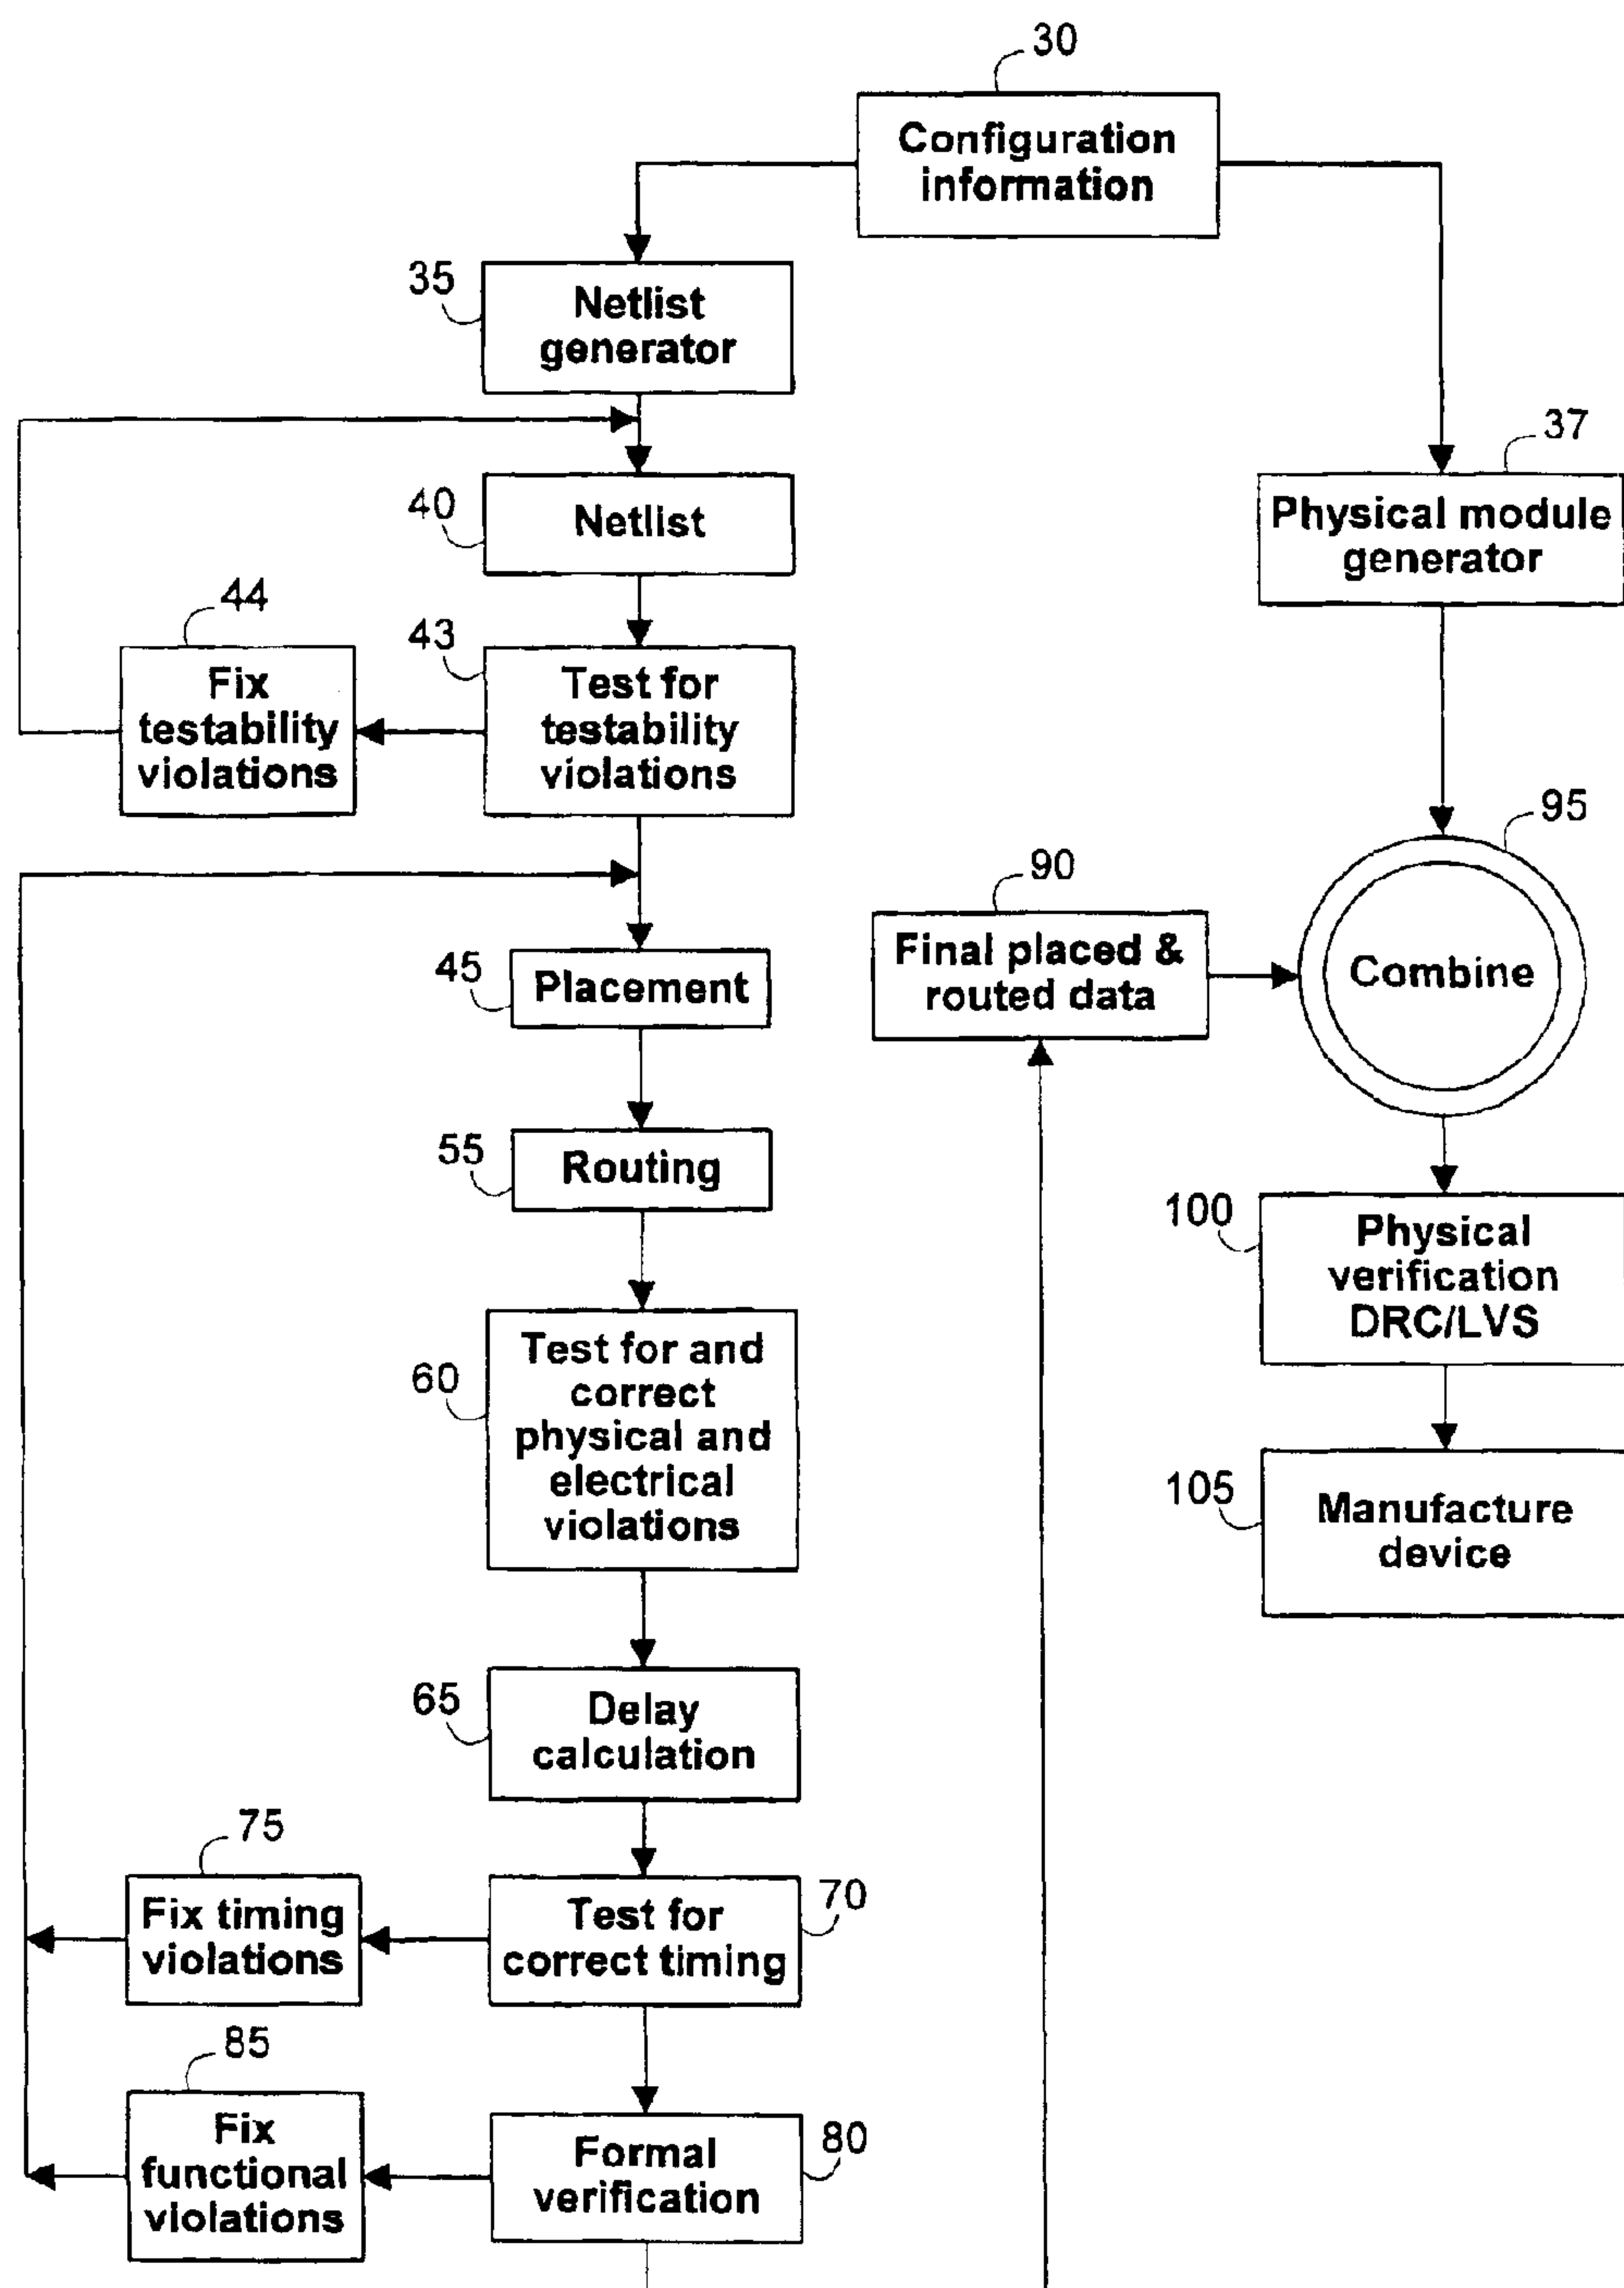 30
Configuration
information
35
Netlist
generator
37
Physical module
generator
40
Netlist
44
Fix
testability
violations
43
Test for
testability
violations
95
Combine
90
Final placed &
routed data
45
Placement
55
Routing
100
Physical
verification
DRC/LVS
60
Test for and
correct
physical and
electrical
violations
105
Manufacture
device
65
Delay
calculation
75
Fix timing
violations
70
Test for
correct timing
85
Fix
functional
violations
80
Formal
verification